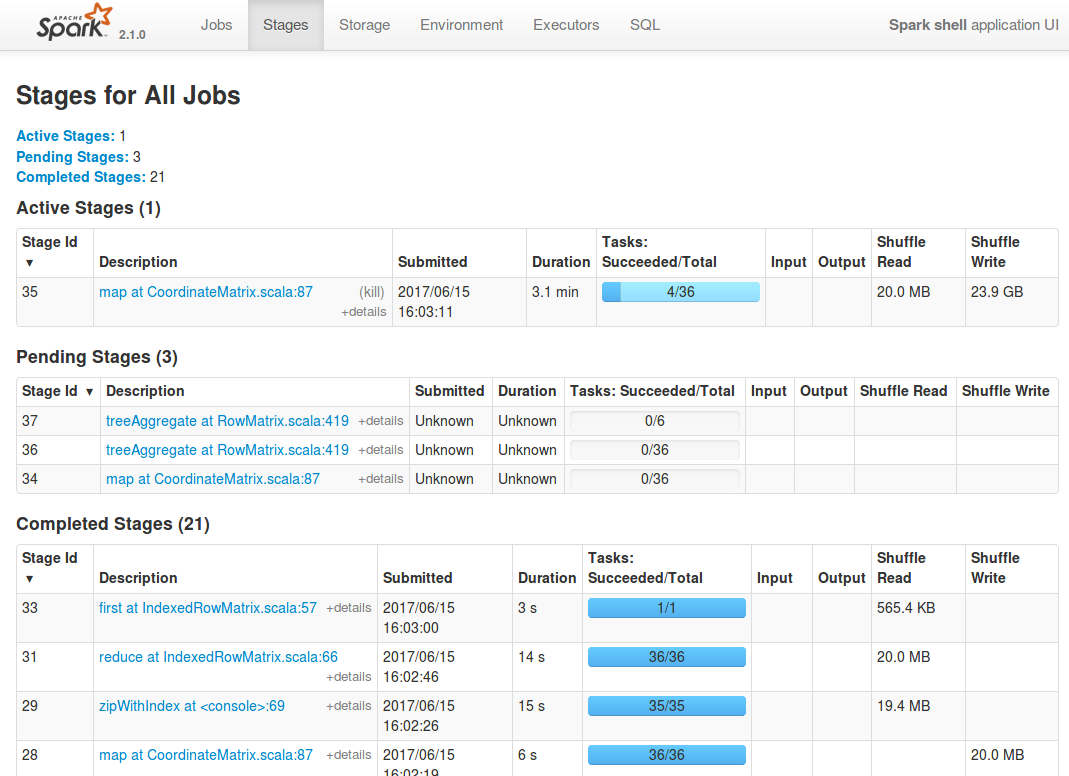 APACHE
Spark 2.1.0 Jobs Stages Storage Environment Executors SQL Spark shell application UI
Stages for All Jobs
Active Stages: 1
Pending Stages: 3
Completed Stages: 21
Active Stages (1)
Stage Id ▾ Description Submitted Duration Tasks: Succeeded/Total Input Output Shuffle Read Shuffle Write
35 map at CoordinateMatrix.scala:87 (kill) +details 2017/06/15 16:03:11 3.1 min 4/36 20.0 MB 23.9 GB
Pending Stages (3)
Stage Id ▾ Description Submitted Duration Tasks: Succeeded/Total Input Output Shuffle Read Shuffle Write
37 treeAggregate at RowMatrix.scala:419 +details Unknown Unknown 0/6
36 treeAggregate at RowMatrix.scala:419 +details Unknown Unknown 0/36
34 map at CoordinateMatrix.scala:87 +details Unknown Unknown 0/36
Completed Stages (21)
Stage Id ▾ Description Submitted Duration Tasks: Succeeded/Total Input Output Shuffle Read Shuffle Write
33 first at IndexedRowMatrix.scala:57 +details 2017/06/15 16:03:00 3 s 1/1 565.4 KB
31 reduce at IndexedRowMatrix.scala:66 +details 2017/06/15 16:02:46 14 s 36/36 20.0 MB
29 zipWithIndex at <console>:69 +details 2017/06/15 16:02:26 15 s 35/35 19.4 MB
28 map at CoordinateMatrix.scala:87 +details 2017/06/15 16:02:19 6 s 36/36 20.0 MB